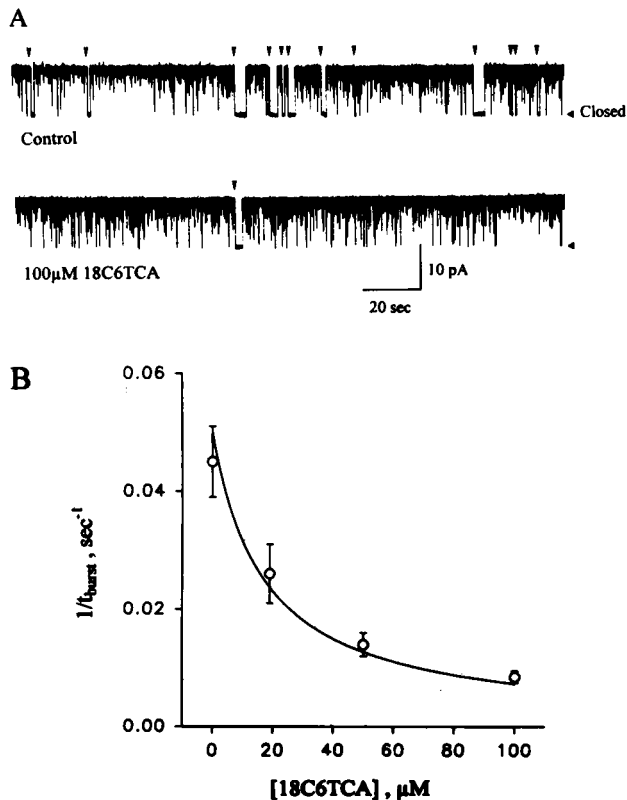 A
Closed
Control
100μM 18C6TCA
10 pA
20 sec
B
0.06
0.04
0.02
0.00
1/t_burst , sec⁻¹
0 20 40 60 80 100
[18C6TCA] , μM